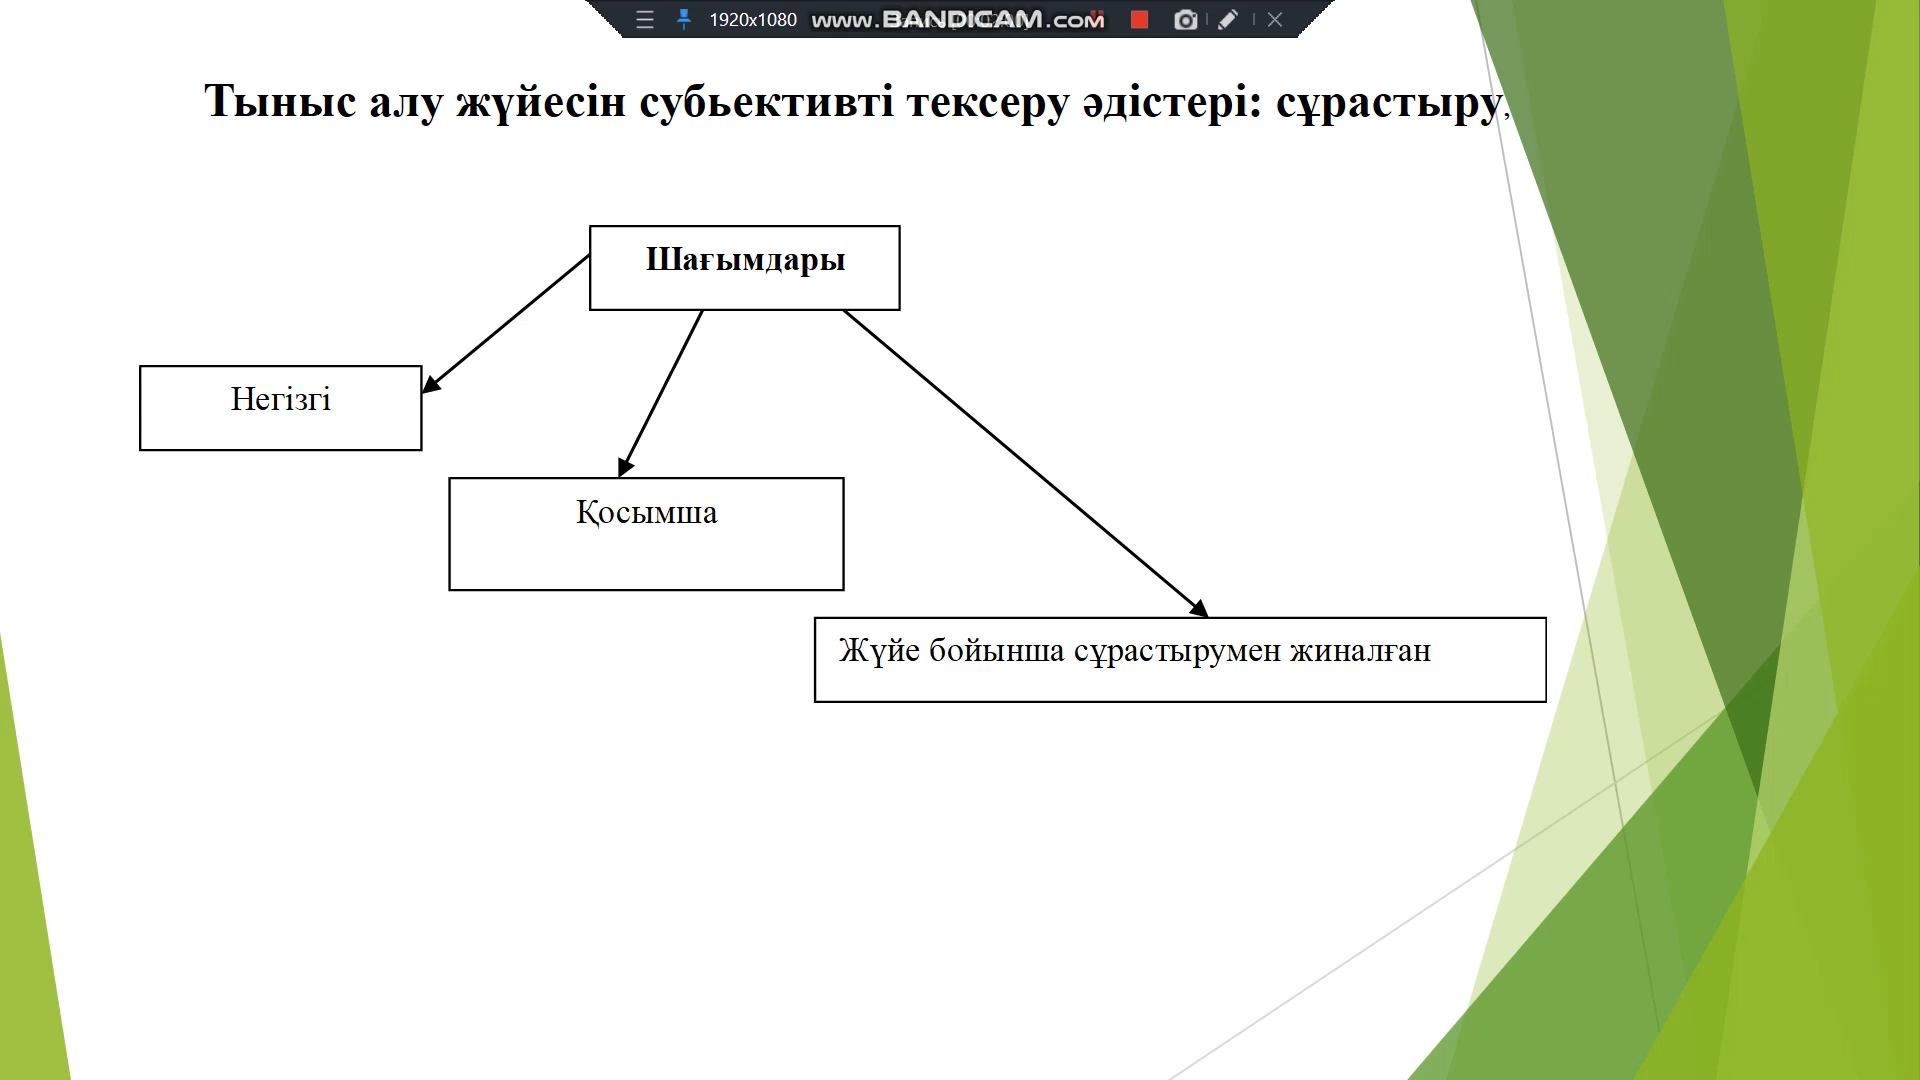 1920x1080 www.BANDICAM.com
Тыныс алу жүйесін субьективті тексеру әдістері: сұрастыру,
Шағымдары
Негізгі
Қосымша
Жүйе бойынша сұрастырумен жиналған